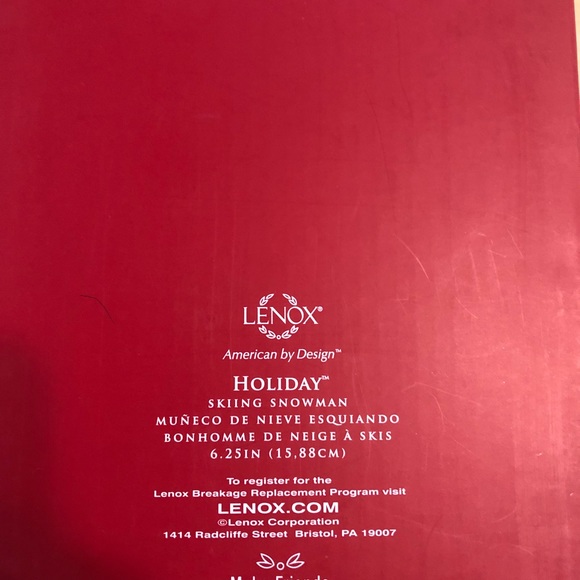 LENOX®
American by Design™
HOLIDAY™
SKIING SNOWMAN
MUÑECO DE NIEVE ESQUIANDO
BONHOMME DE NEIGE À SKIS
6.25IN (15,88CM)
To register for the
Lenox Breakage Replacement Program visit
LENOX.COM
©Lenox Corporation
1414 Radcliffe Street Bristol, PA 19007